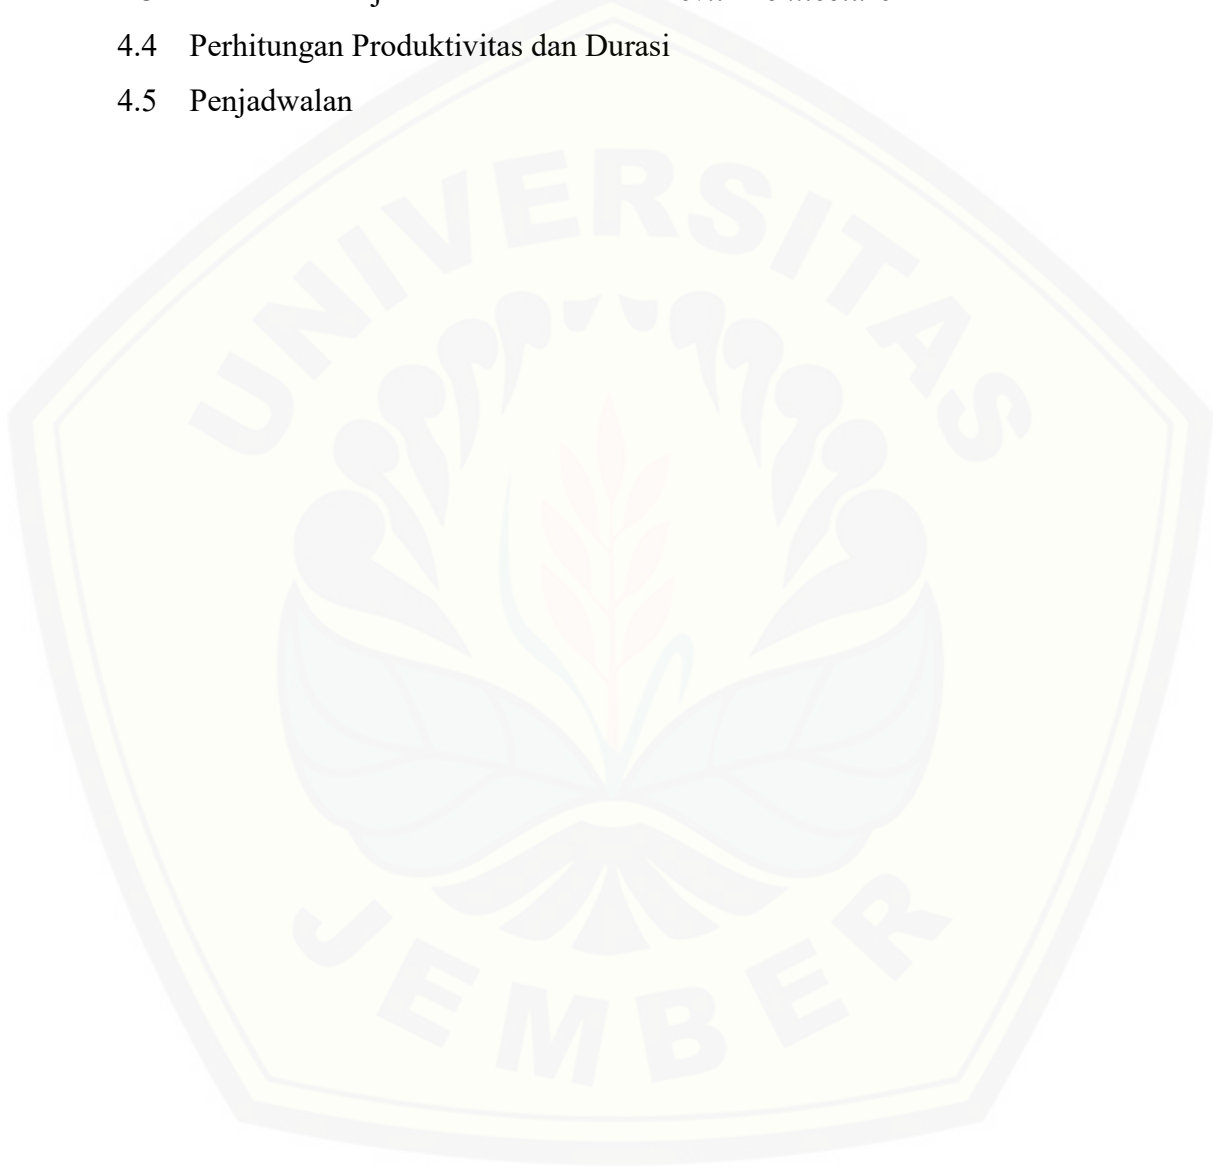 4.4 Perhitungan Produktivitas dan Durasi
4.5 Penjadwalan
UNIVERSITAS
JEMBER